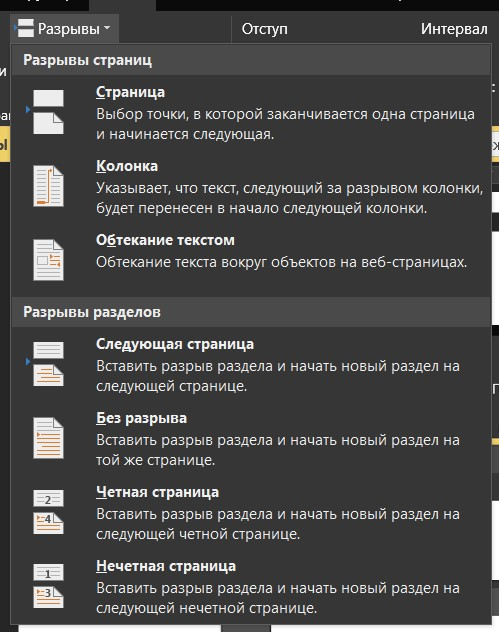 Разрывы Отступ Интервал
Разрывы страниц
Страница
Выбор точки, в которой заканчивается одна страница
и начинается следующая.
Колонка
Указывает, что текст, следующий за разрывом колонки,
будет перенесен в начало следующей колонки.
Обтекание текстом
Обтекание текста вокруг объектов на веб-страницах.
Разрывы разделов
Следующая страница
Вставить разрыв раздела и начать новый раздел на
следующей странице.
Без разрыва
Вставить разрыв раздела и начать новый раздел на
той же странице.
2
Четная страница
4
Вставить разрыв раздела и начать новый раздел на
следующей четной странице.
1
Нечетная страница
3
Вставить разрыв раздела и начать новый раздел на
следующей нечетной странице.